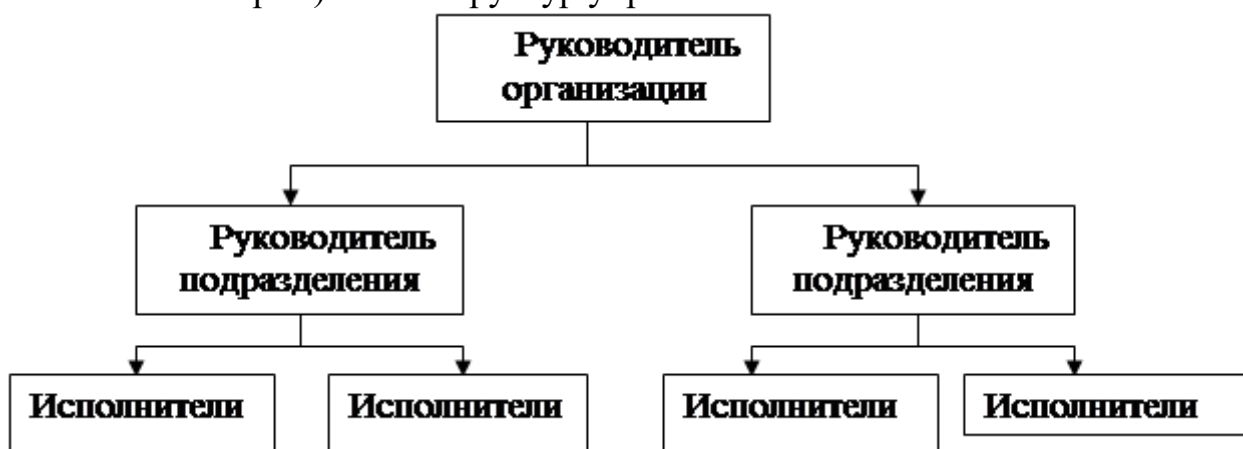 Руководитель
организации
Руководитель
подразделения
Руководитель
подразделения
Исполнители
Исполнители
Исполнители
Исполнители